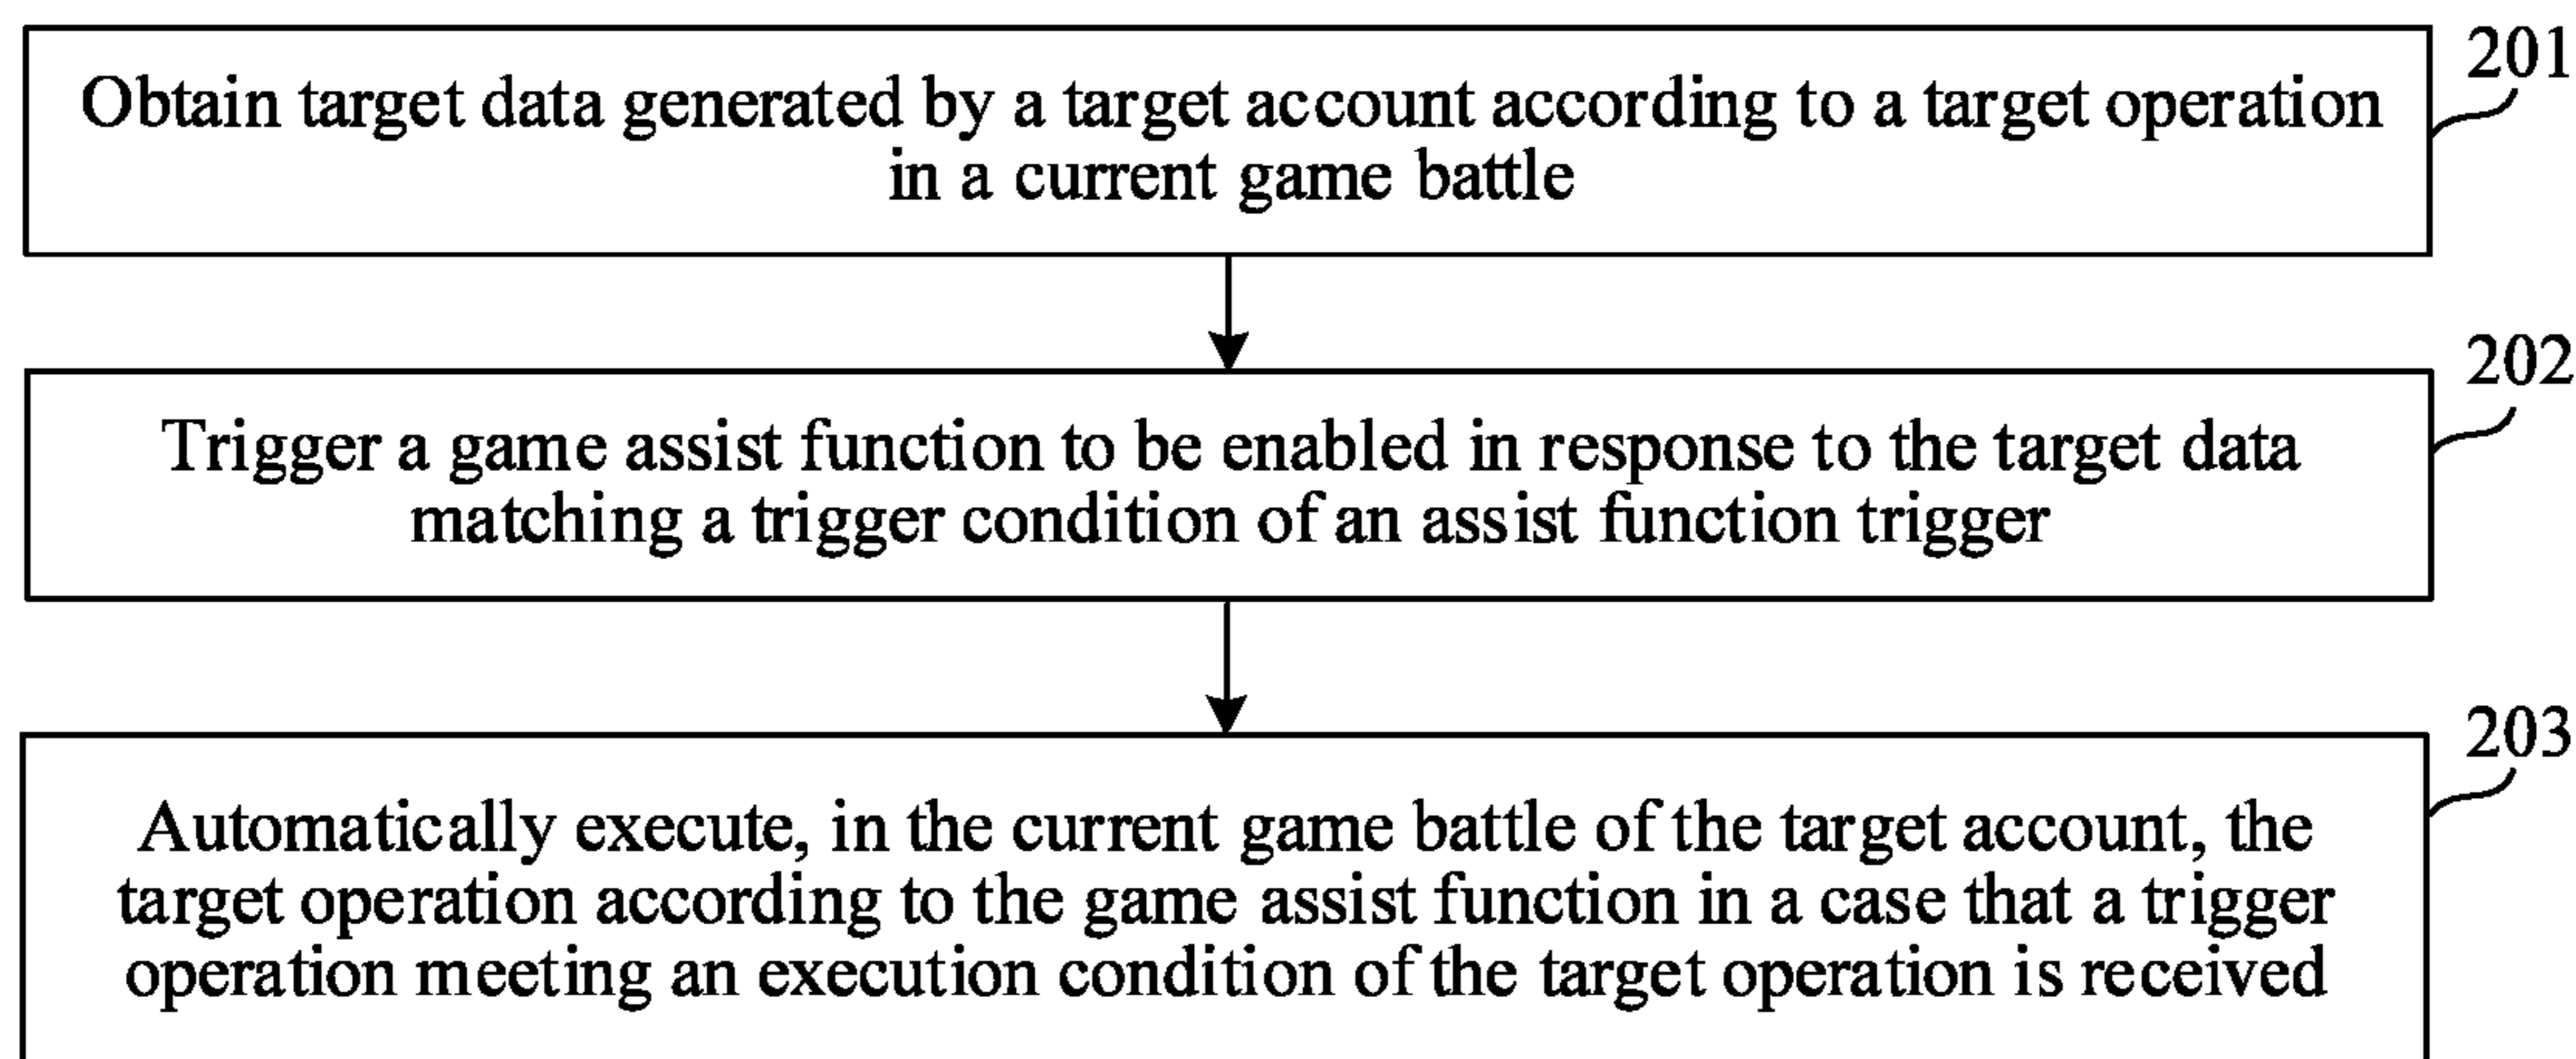 201
Obtain target data generated by a target account according to a target operation
in a current game battle
202
Trigger a game assist function to be enabled in response to the target data
matching a trigger condition of an assist function trigger
203
Automatically execute, in the current game battle of the target account, the
target operation according to the game assist function in a case that a trigger
operation meeting an execution condition of the target operation is received